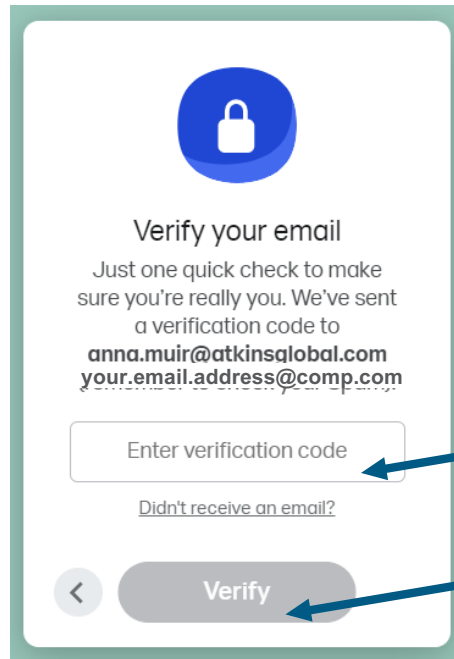 Verify your email
Just one quick check to make
sure you're really you. We've sent
a verification code to
anna.muir@atkinsglobal.com
your.email.address@comp.com
Enter verification code
Didn't receive an email?
Verify